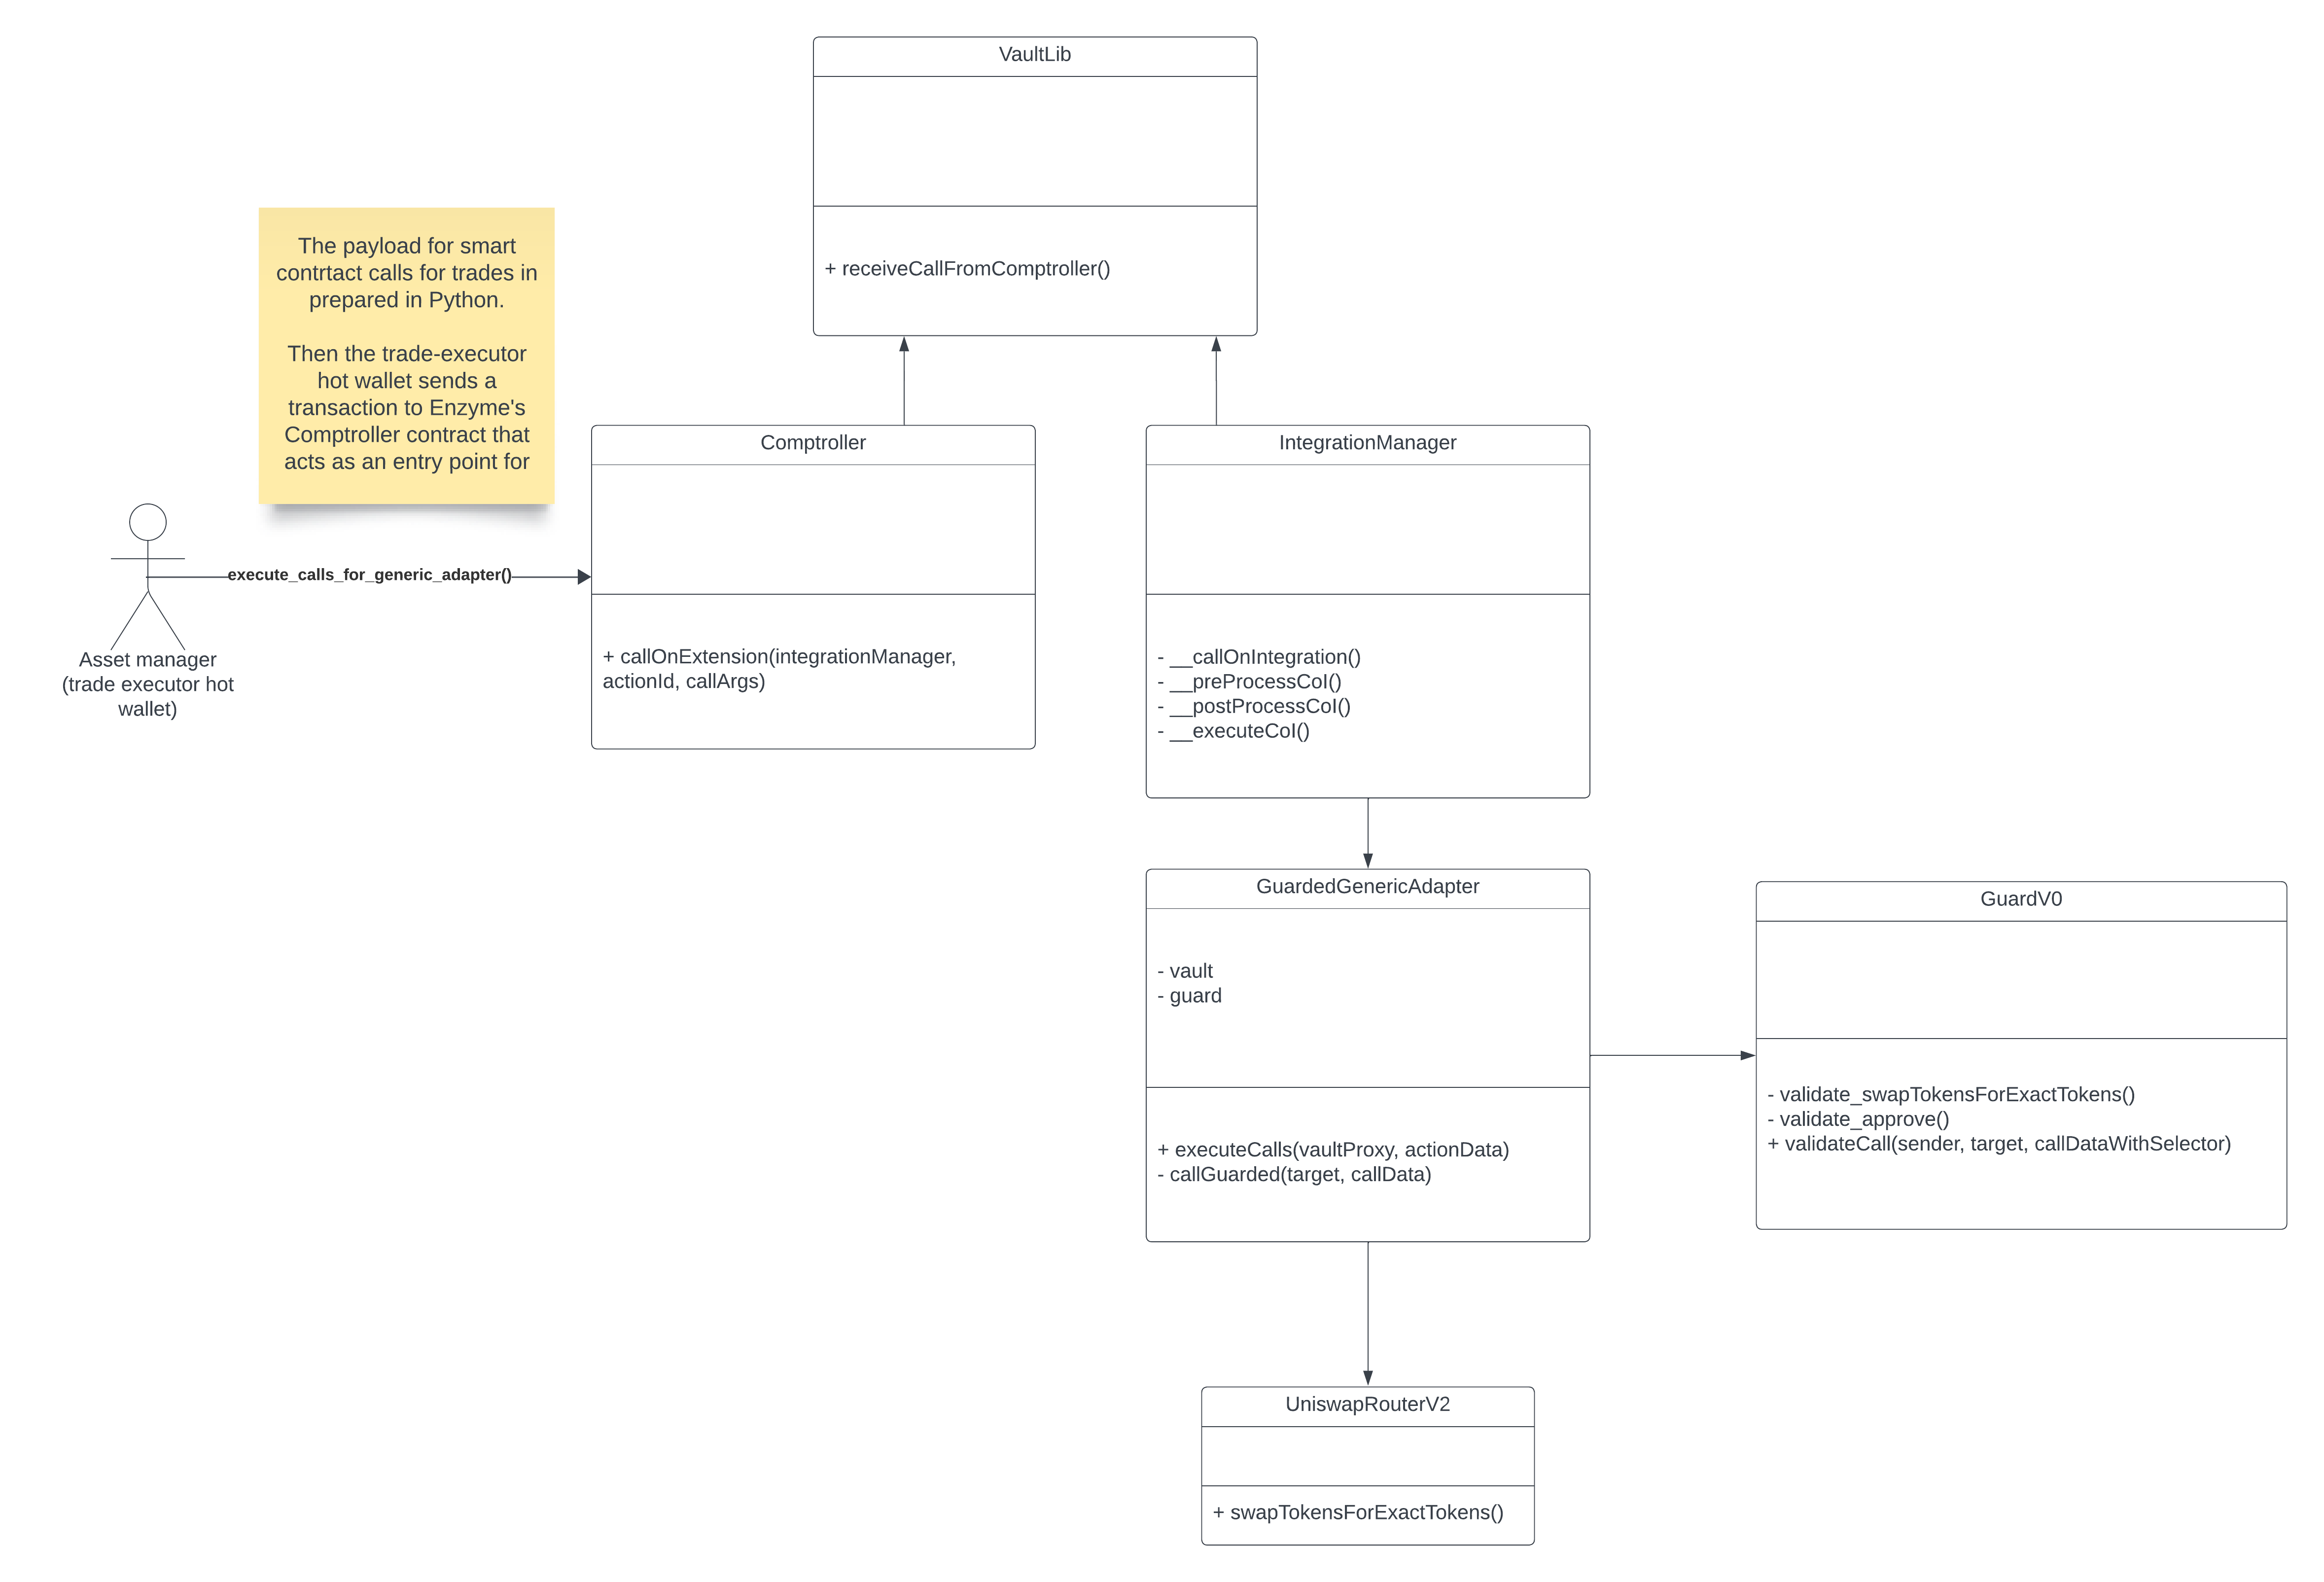 VaultLib
+ receiveCallFromComptroller()
The payload for smart
contrtact calls for trades in
prepared in Python.
Then the trade-executor
hot wallet sends a
transaction to Enzyme's
Comptroller contract that
acts as an entry point for
execute_calls_for_generic_adapter()
Asset manager
(trade executor hot
wallet)
Comptroller
+ callOnExtension(integrationManager,
actionId, callArgs)
IntegrationManager
- __callOnIntegration()
- __preProcessCoI()
- __postProcessCoI()
- __executeCoI()
GuardedGenericAdapter
- vault
- guard
+ executeCalls(vaultProxy, actionData)
- callGuarded(target, callData)
GuardV0
- validate_swapTokensForExactTokens()
- validate_approve()
+ validateCall(sender, target, callDataWithSelector)
UniswapRouterV2
+ swapTokensForExactTokens()